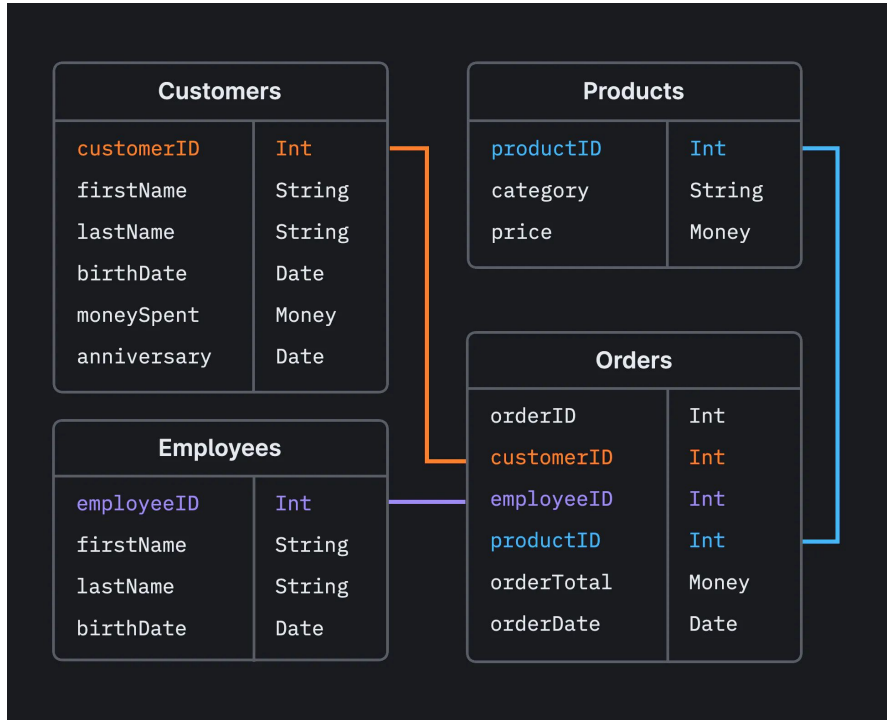 Customers
customerID Int
firstName String
lastName String
birthDate Date
moneySpent Money
anniversary Date
Products
productID Int
category String
price Money
Employees
employeeID Int
firstName String
lastName String
birthDate Date
Orders
orderID Int
customerID Int
employeeID Int
productID Int
orderTotal Money
orderDate Date